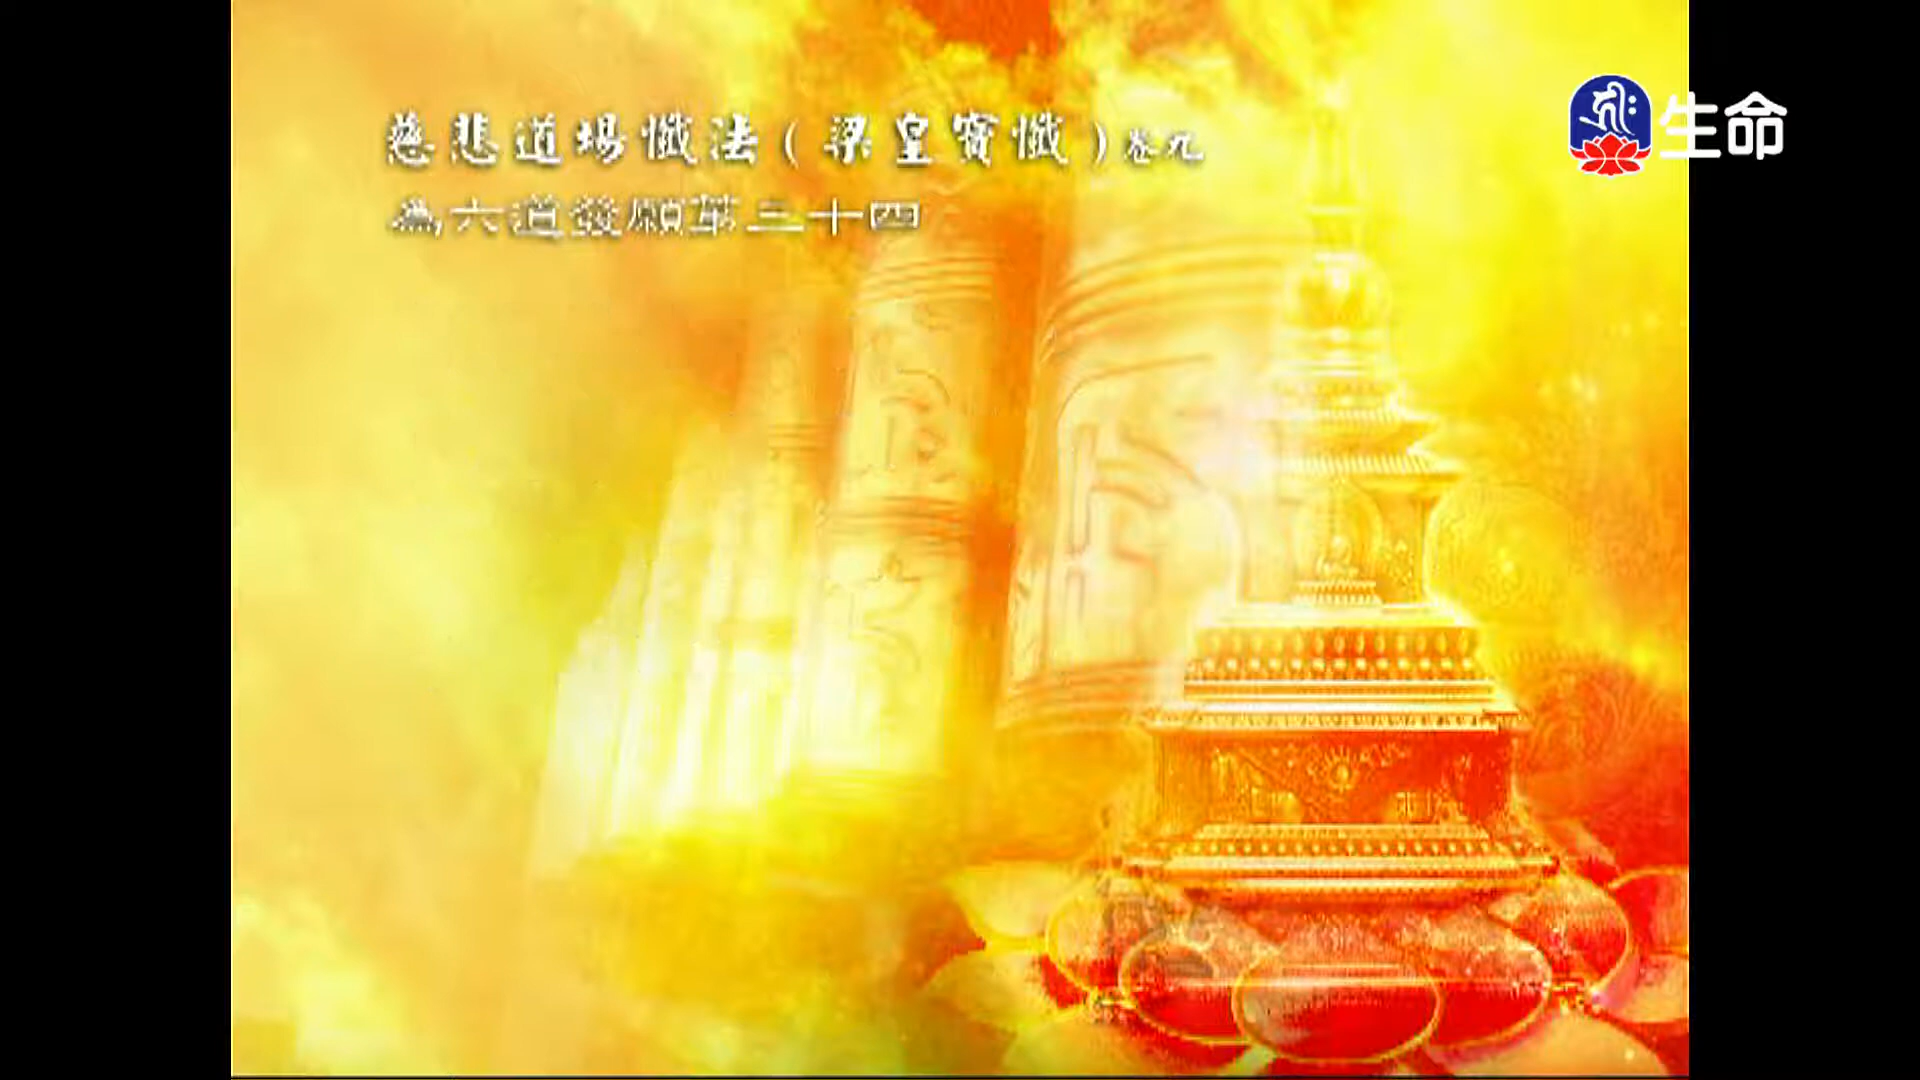 慈悲道場懺法(梁皇寶懺)卷九
生命
為六道發願第三十四